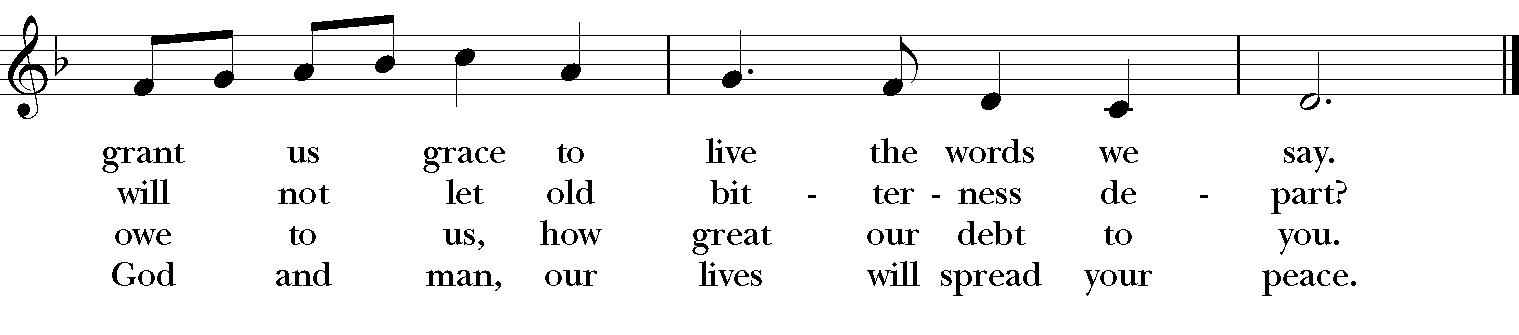 grant us grace to live the words we say.
will not let old bit - ter - ness de - part?
owe to us, how great our debt to you.
God and man, our lives will spread your peace.